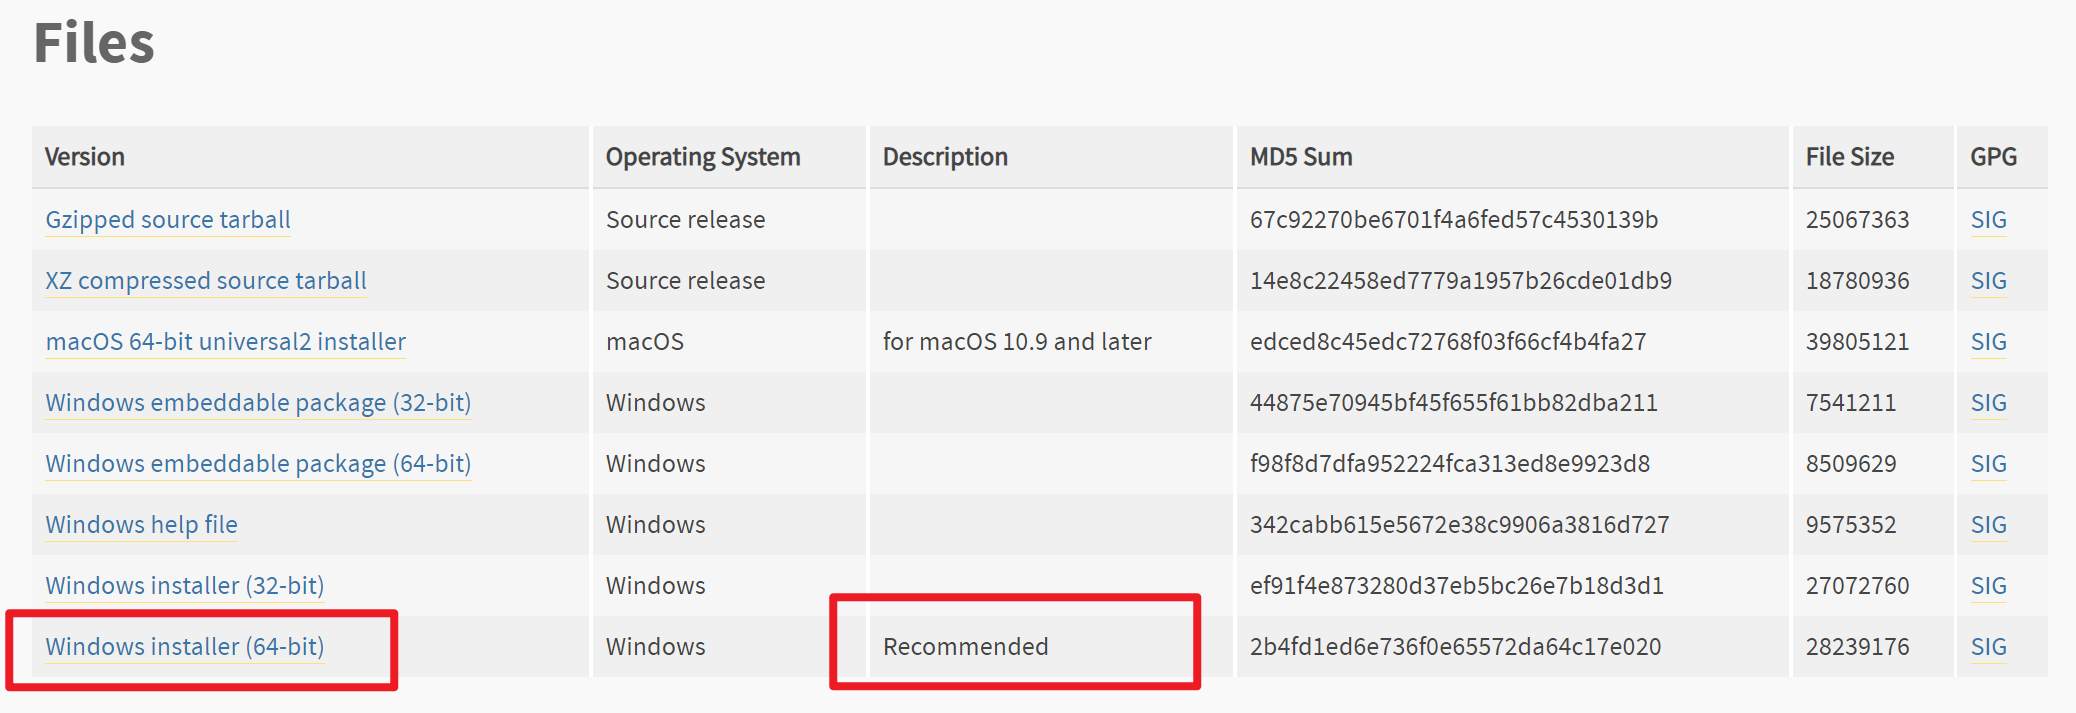 Files
Version Operating System Description MD5 Sum File Size GPG
Gzipped source tarball Source release 67c92270be6701f4a6fed57c4530139b 25067363 SIG
XZ compressed source tarball Source release 14e8c22458ed7779a1957b26cde01db9 18780936 SIG
macOS 64-bit universal2 installer macOS for macOS 10.9 and later edced8c45edc72768f03f66cf4b4fa27 39805121 SIG
Windows embeddable package (32-bit) Windows 44875e70945bf45f655f61bb82dba211 7541211 SIG
Windows embeddable package (64-bit) Windows f98f8d7dfa952224fca313ed8e9923d8 8509629 SIG
Windows help file Windows 342cabb615e5672e38c9906a3816d727 9575352 SIG
Windows installer (32-bit) Windows ef91f4e873280d37eb5bc26e7b18d3d1 27072760 SIG
Windows installer (64-bit) Windows Recommended 2b4fd1ed6e736f0e65572da64c17e020 28239176 SIG